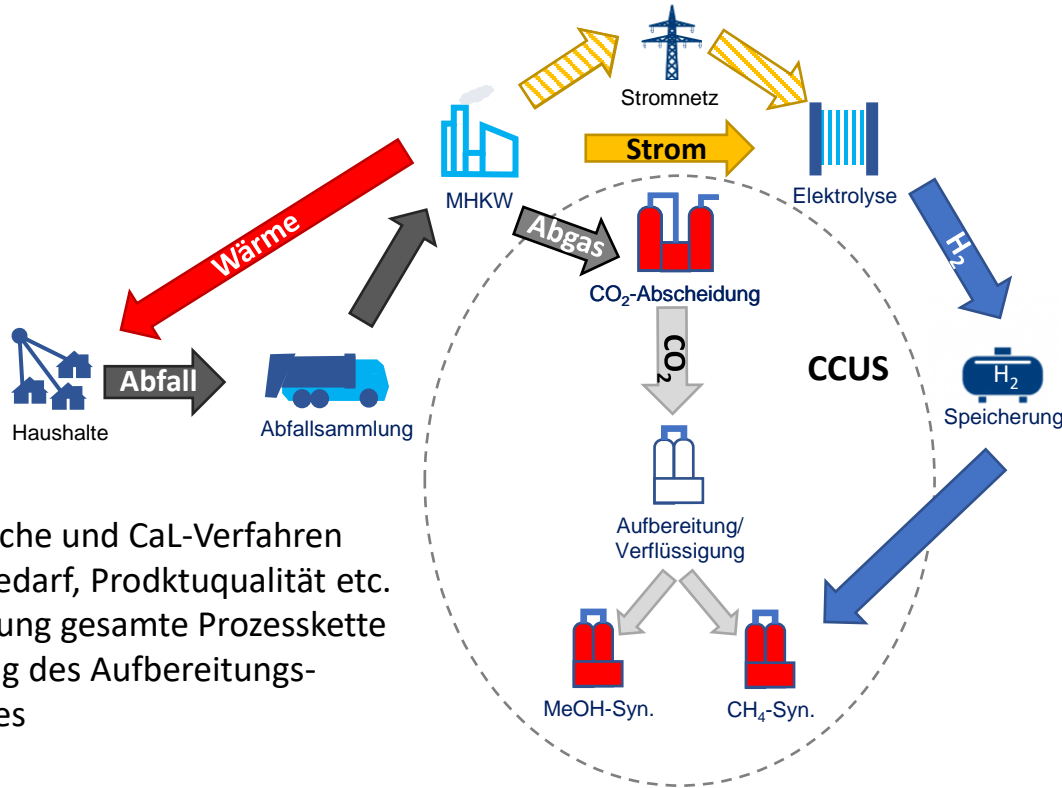 Stromnetz
Strom
MHKW
Elektrolyse
Wärme
Abgas
H₂
CO₂-Abscheidung
CO₂
CCUS
H₂
Abfall
Haushalte
Abfallsammlung
Speicherung
Aufbereitung/
Verflüssigung
che und CaL-Verfahren
edarf, Prodktuqualität etc.
ung gesamte Prozesskette
g des Aufbereitungs-
es
MeOH-Syn.
CH₄-Syn.